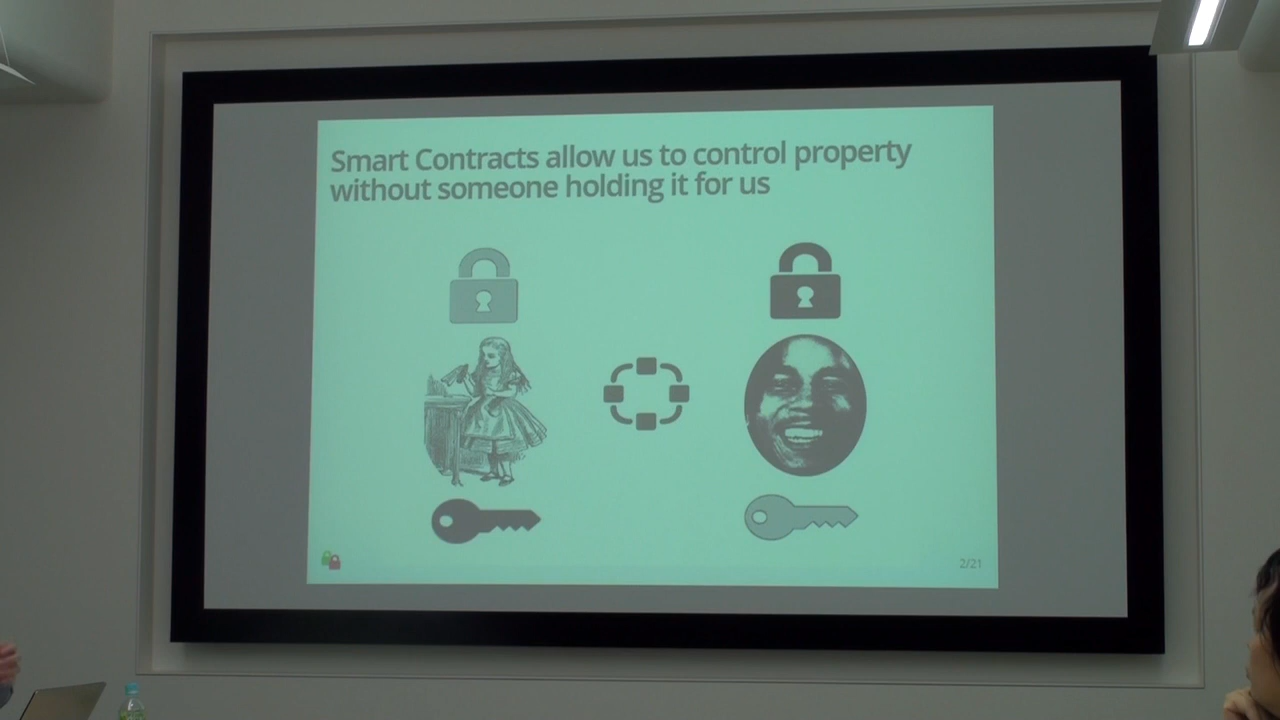 Smart Contracts allow us to control property
without someone holding it for us
2/21